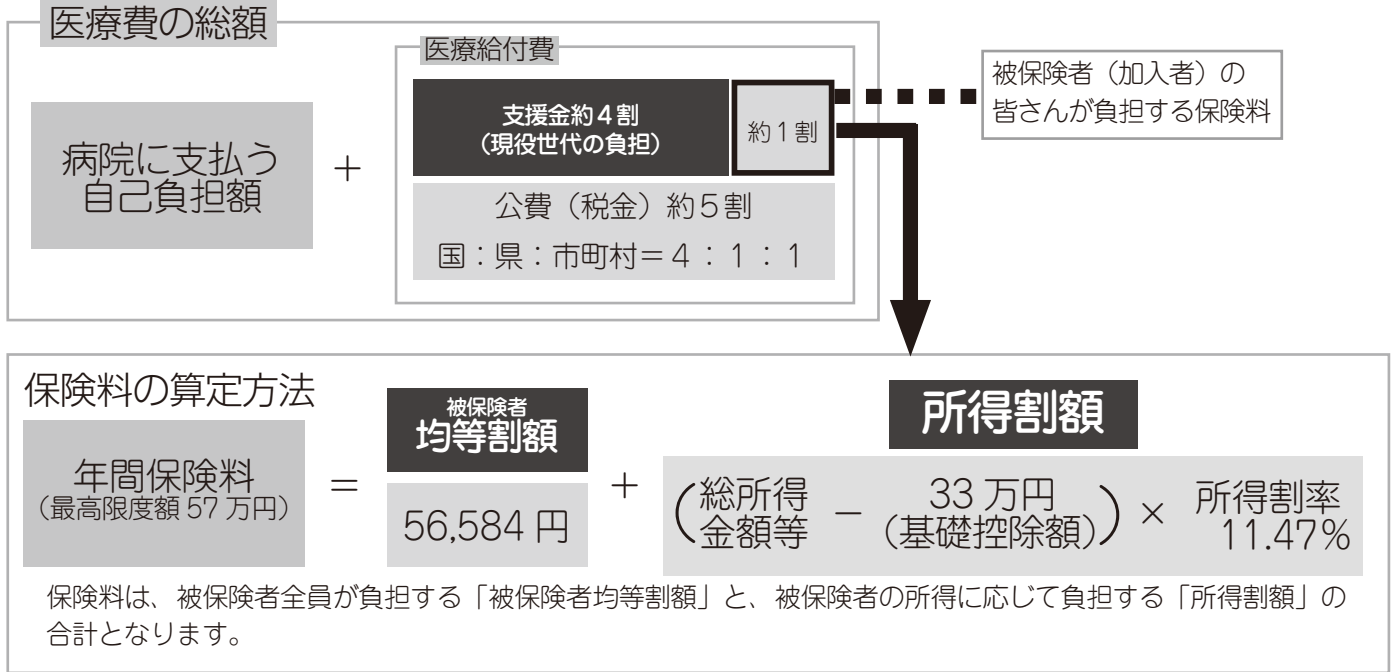 医療費の総額
病院に支払う
自己負担額
＋
医療給付費
支援金約４割
（現役世代の負担）
約１割
公費（税金）約５割
国：県：市町村＝４：１：１
被保険者（加入者）の
皆さんが負担する保険料
保険料の算定方法
年間保険料
（最高限度額 57 万円）
＝
被保険者
均等割額
56,584 円
＋
所得割額
（総所得金額等 － 33 万円（基礎控除額）） × 所得割率 11.47%
保険料は、被保険者全員が負担する「被保険者均等割額」と、被保険者の所得に応じて負担する「所得割額」の
合計となります。